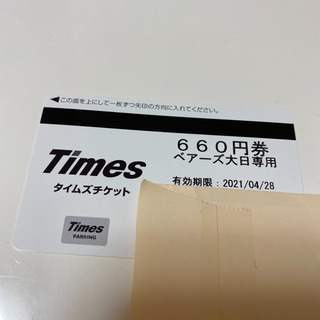 ◀この面を上にして一枚ずつ矢印の方向に入れてください。
Times
タイムズチケット
660円券
ベアーズ大日専用
有効期限：2021/04/28
Times
PARKING